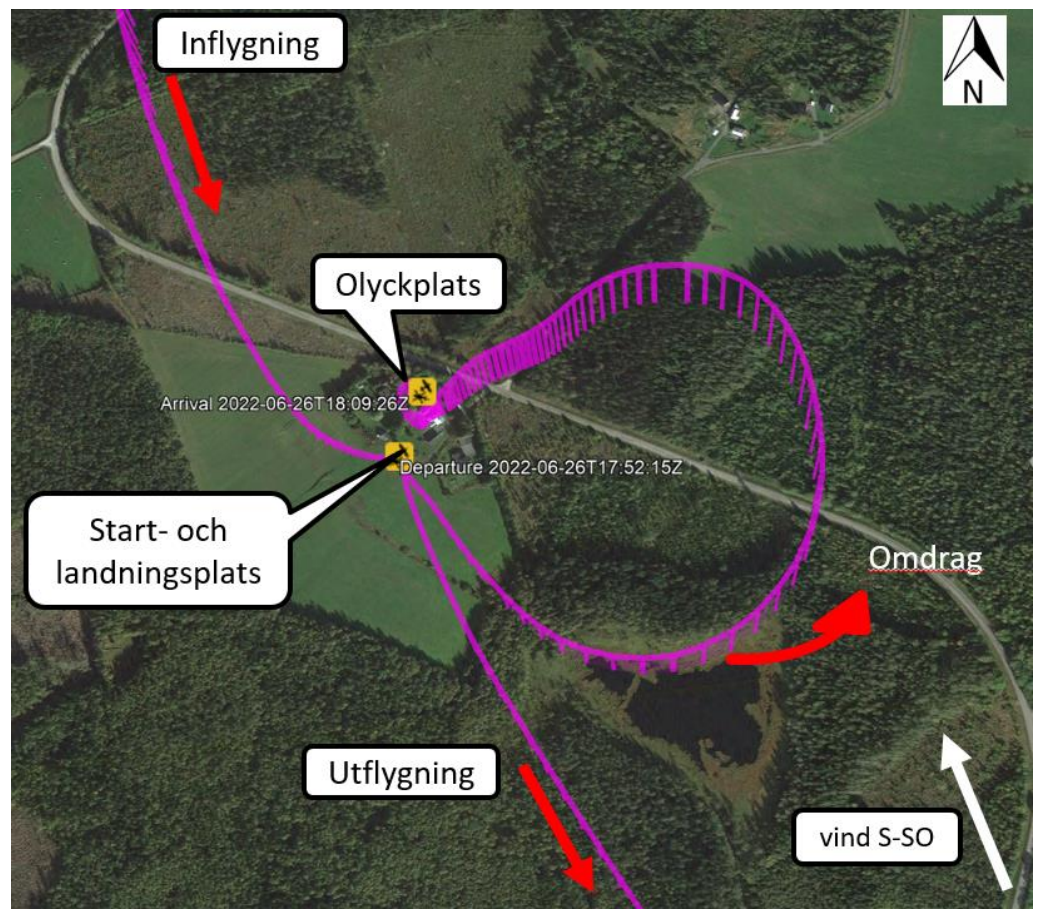 Inflygning
N
Olyckplats
Arrival 2022-06-26T18:09:26Z
Departure 2022-06-26T17:52:15Z
Start- och
landningsplats
Omdrag
Utflygning
vind S-SO